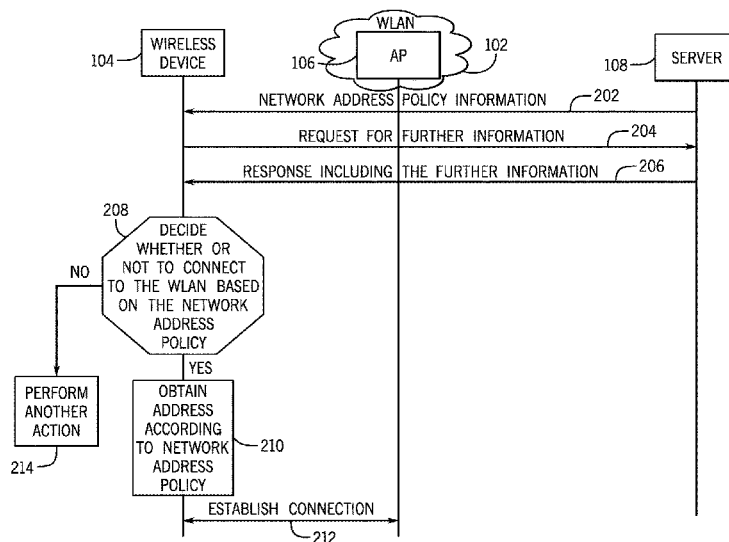 WLAN
104
WIRELESS
DEVICE
106
AP
102
108
SERVER
NETWORK ADDRESS POLICY INFORMATION
202
REQUEST FOR FURTHER INFORMATION
204
RESPONSE INCLUDING THE FURTHER INFORMATION
206
208
DECIDE
WHETHER OR
NOT TO CONNECT
TO THE WLAN BASED
ON THE NETWORK
ADDRESS
POLICY
NO
YES
PERFORM
ANOTHER
ACTION
214
OBTAIN
ADDRESS
ACCORDING
TO NETWORK
ADDRESS
POLICY
210
ESTABLISH CONNECTION
212